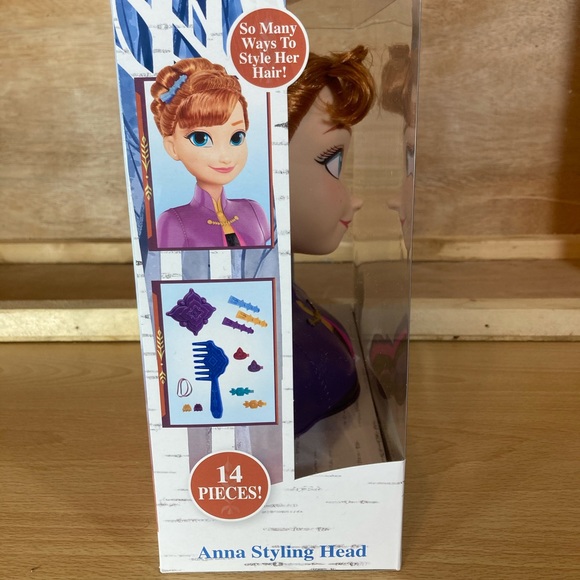 So Many
Ways To
Style Her
Hair!
14
PIECES!
Anna Styling Head